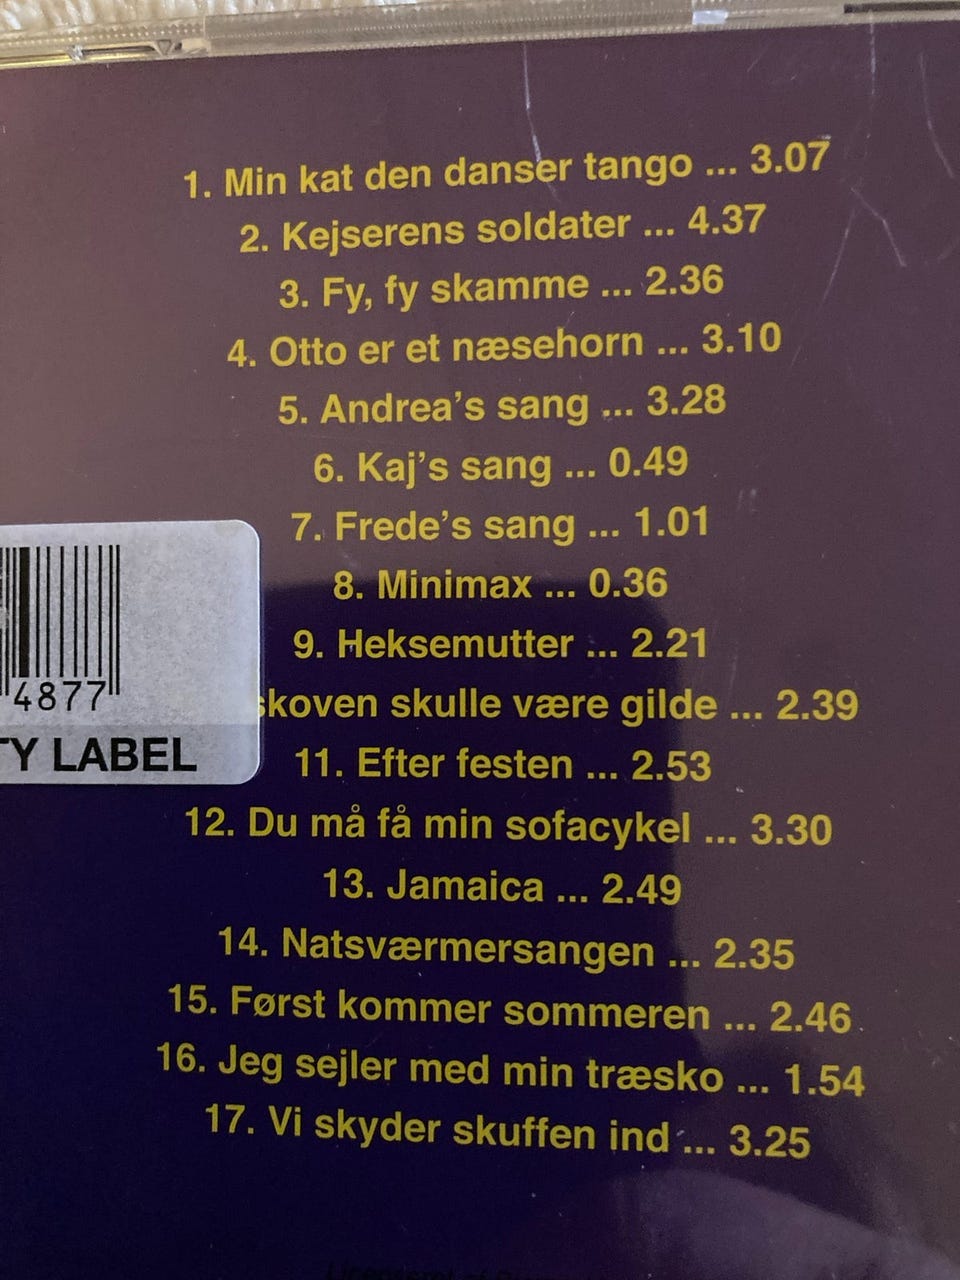 1. Min kat den danser tango ... 3.07
2. Kejserens soldater ... 4.37
3. Fy, fy skamme ... 2.36
4. Otto er et næsehorn ... 3.10
5. Andrea's sang ... 3.28
6. Kaj's sang ... 0.49
7. Frede's sang ... 1.01
8. Minimax ... 0.36
9. Heksemutter ... 2.21
skoven skulle være gilde ... 2.39
4877
TY LABEL
11. Efter festen ... 2.53
12. Du må få min sofacykel ... 3.30
13. Jamaica ... 2.49
14. Natsværmersangen ... 2.35
15. Først kommer sommeren ... 2.46
16. Jeg sejler med min træsko ... 1.54
17. Vi skyder skuffen ind ... 3.25